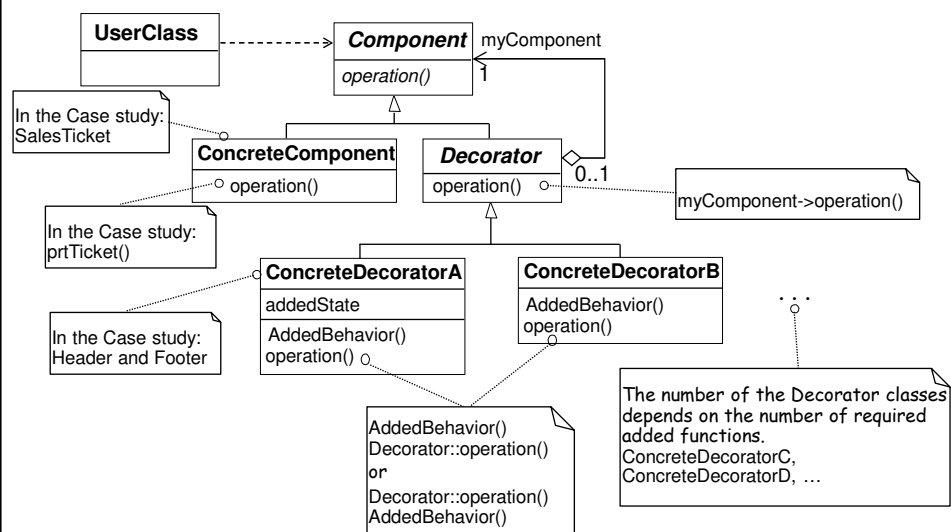 UserClass
Component
operation()
myComponent
1
In the Case study:
SalesTicket
ConcreteComponent
operation()
Decorator
operation()
0..1
myComponent->operation()
In the Case study:
prtTicket()
ConcreteDecoratorA
addedState
AddedBehavior()
operation()
ConcreteDecoratorB
AddedBehavior()
operation()
. . .
In the Case study:
Header and Footer
AddedBehavior()
Decorator::operation()
or
Decorator::operation()
AddedBehavior()
The number of the Decorator classes
depends on the number of required
added functions.
ConcreteDecoratorC,
ConcreteDecoratorD, …